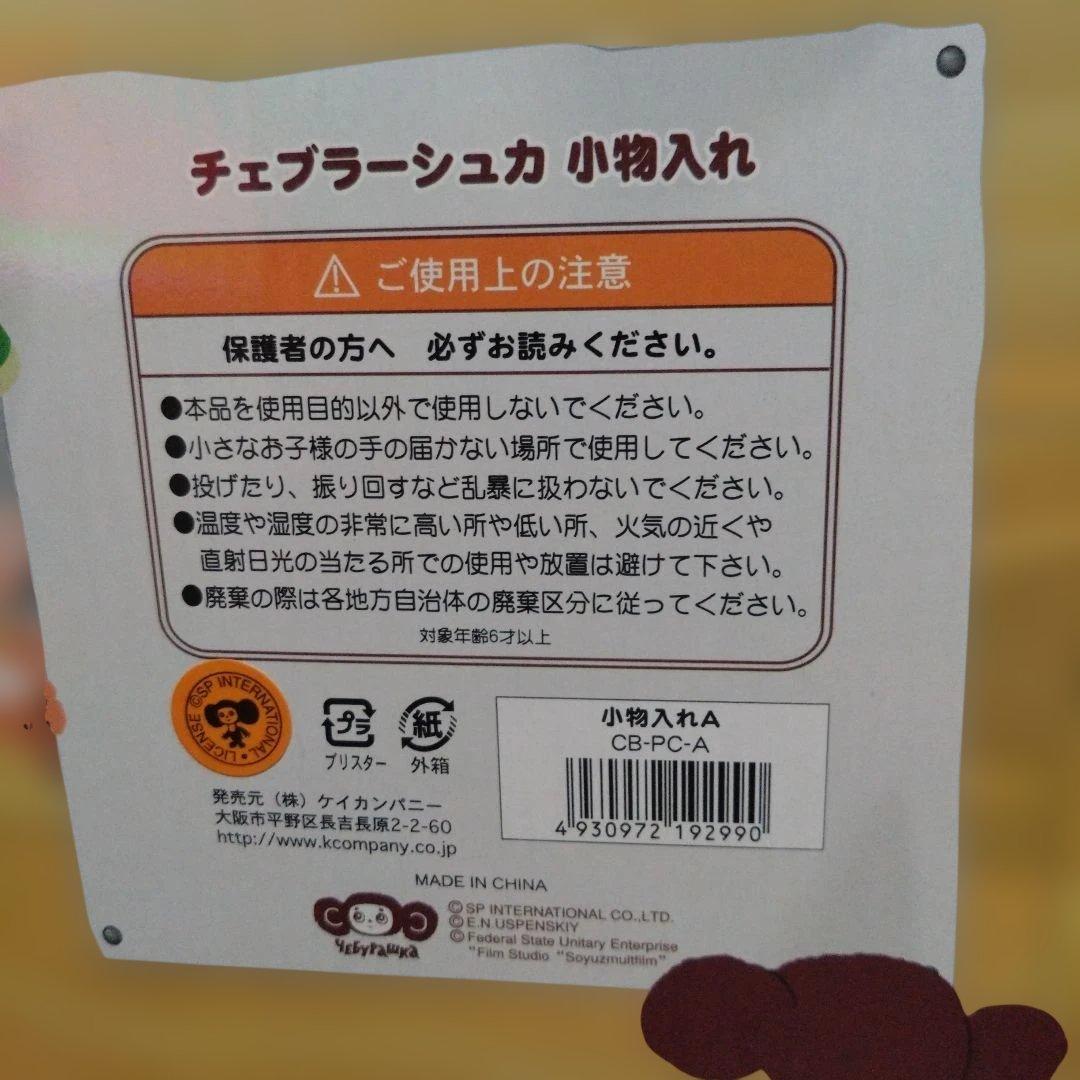 チェブラーシュカ 小物入れ
ご使用上の注意
保護者の方へ 必ずお読みください。
●本品を使用目的以外で使用しないでください。
●小さなお子様の手の届かない場所で使用してください。
●投げたり、振り回すなど乱暴に扱わないでください。
●温度や湿度の非常に高い所や低い所、火気の近くや
直射日光の当たる所での使用や放置は避けて下さい。
●廃棄の際は各地方自治体の廃棄区分に従ってください。
対象年齢6才以上
©SP INTERNATIONAL・LICENSE
プラ
ブリスター
紙
外箱
小物入れA
CB-PC-A
4 930972 192990
発売元（株）ケイカンパニー
大阪市平野区長吉長原2-2-60
http://www.kcompany.co.jp
MADE IN CHINA
ЧЕБУРАШКА
©SP INTERNATIONAL CO.,LTD.
©E.N.USPENSKIY
©Federal State Unitary Enterprise
"Film Studio "Soyuzmultfilm"